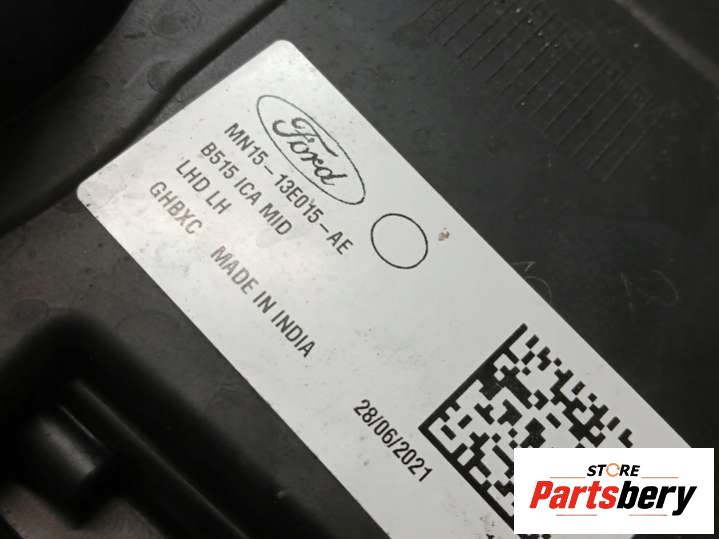 Ford
MN15-13E015-AE
B515 ICA MID
LHD LH
GHBXC MADE IN INDIA
28/06/2021
STORE
Partsbery